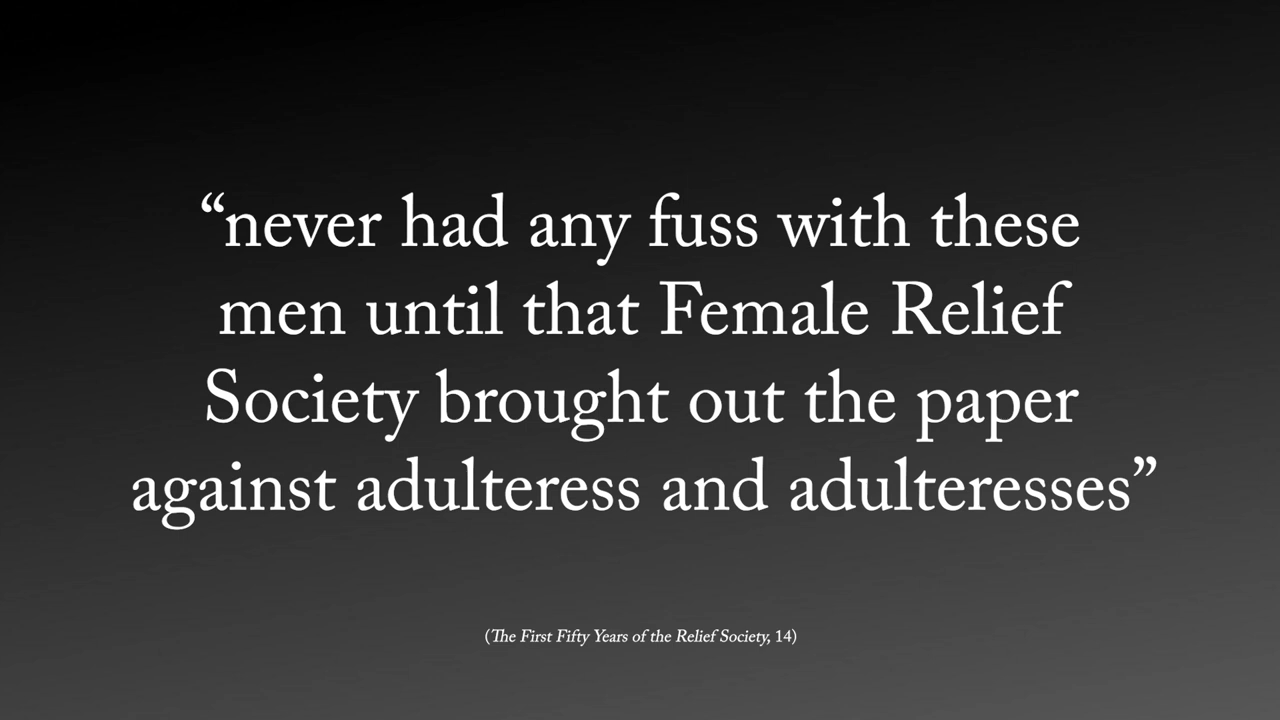 “never had any fuss with these
men until that Female Relief
Society brought out the paper
against adulteress and adulteresses”
(The First Fifty Years of the Relief Society, 14)